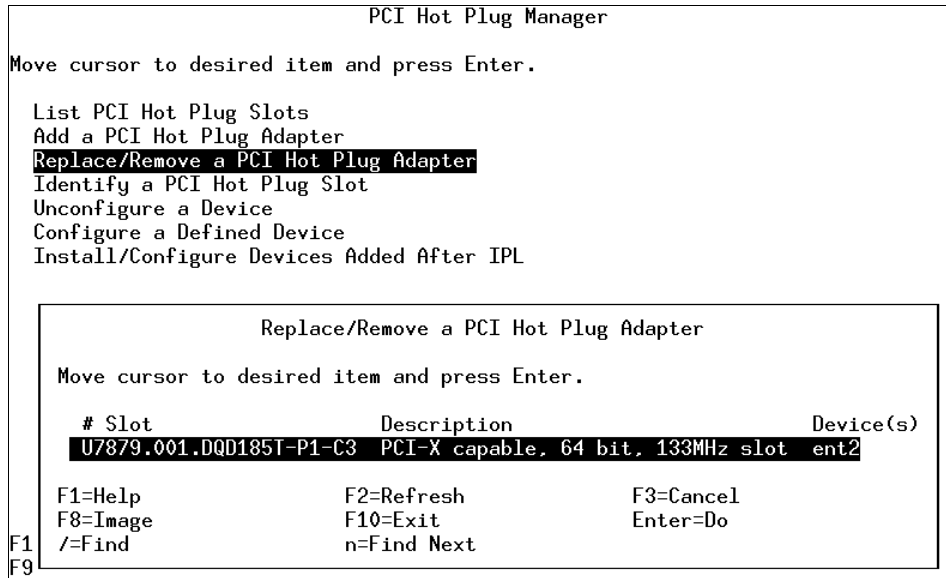 PCI Hot Plug Manager
Move cursor to desired item and press Enter.
List PCI Hot Plug Slots
Add a PCI Hot Plug Adapter
Replace/Remove a PCI Hot Plug Adapter
Identify a PCI Hot Plug Slot
Unconfigure a Device
Configure a Defined Device
Install/Configure Devices Added After IPL
Replace/Remove a PCI Hot Plug Adapter
Move cursor to desired item and press Enter.
# Slot Description Device(s)
U7879.001.DQD185T-P1-C3 PCI-X capable, 64 bit, 133MHz slot ent2
F1=Help F2=Refresh F3=Cancel
F8=Image F10=Exit Enter=Do
F1 /=Find n=Find Next
F9